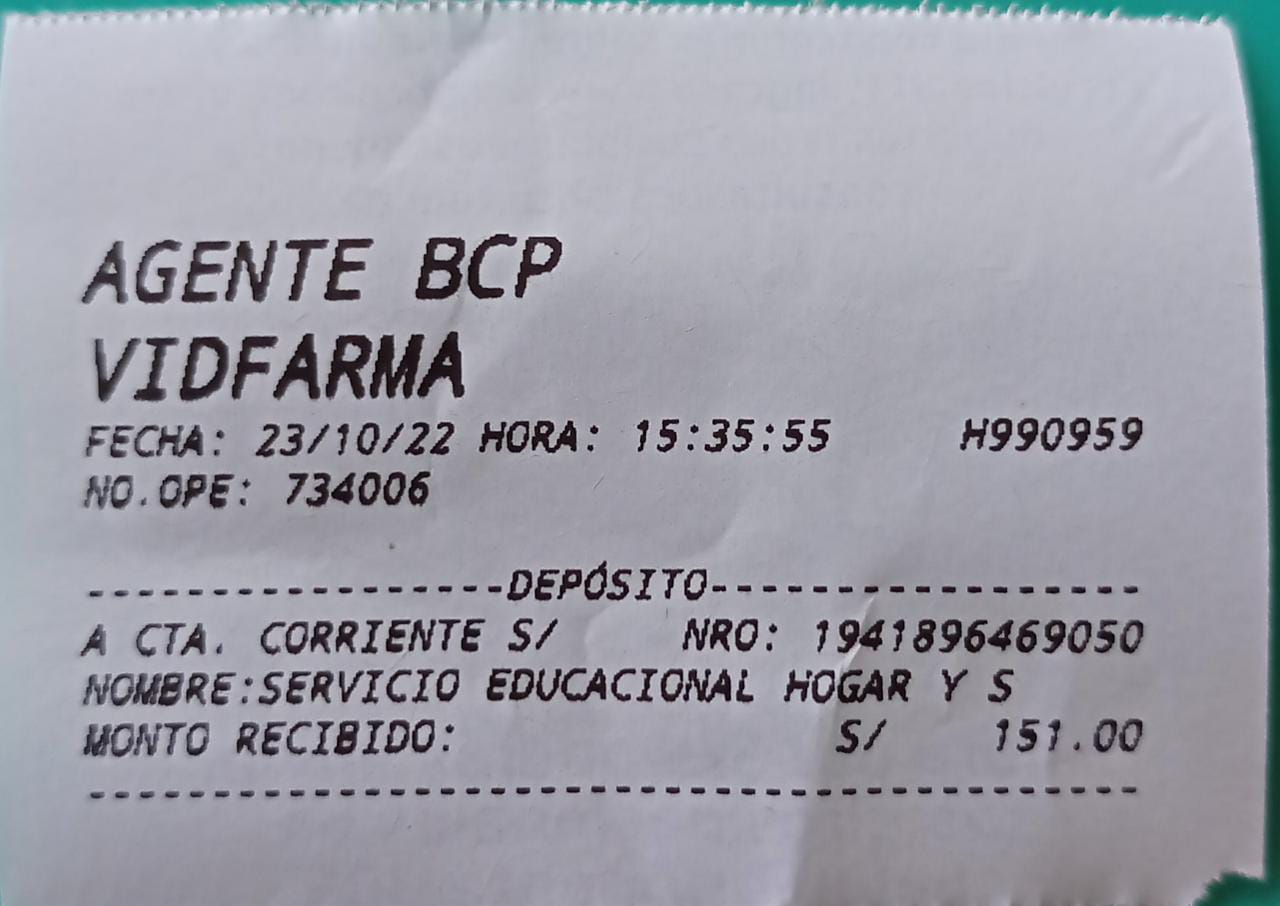 AGENTE BCP
VIDFARMA
FECHA: 23/10/22 HORA: 15:35:55 H990959
NO.OPE: 734006
------------------DEPÓSITO------------------
A CTA. CORRIENTE S/ NRO: 1941896469050
NOMBRE:SERVICIO EDUCACIONAL HOGAR Y S
MONTO RECIBIDO: S/ 151.00
--------------------------------------------